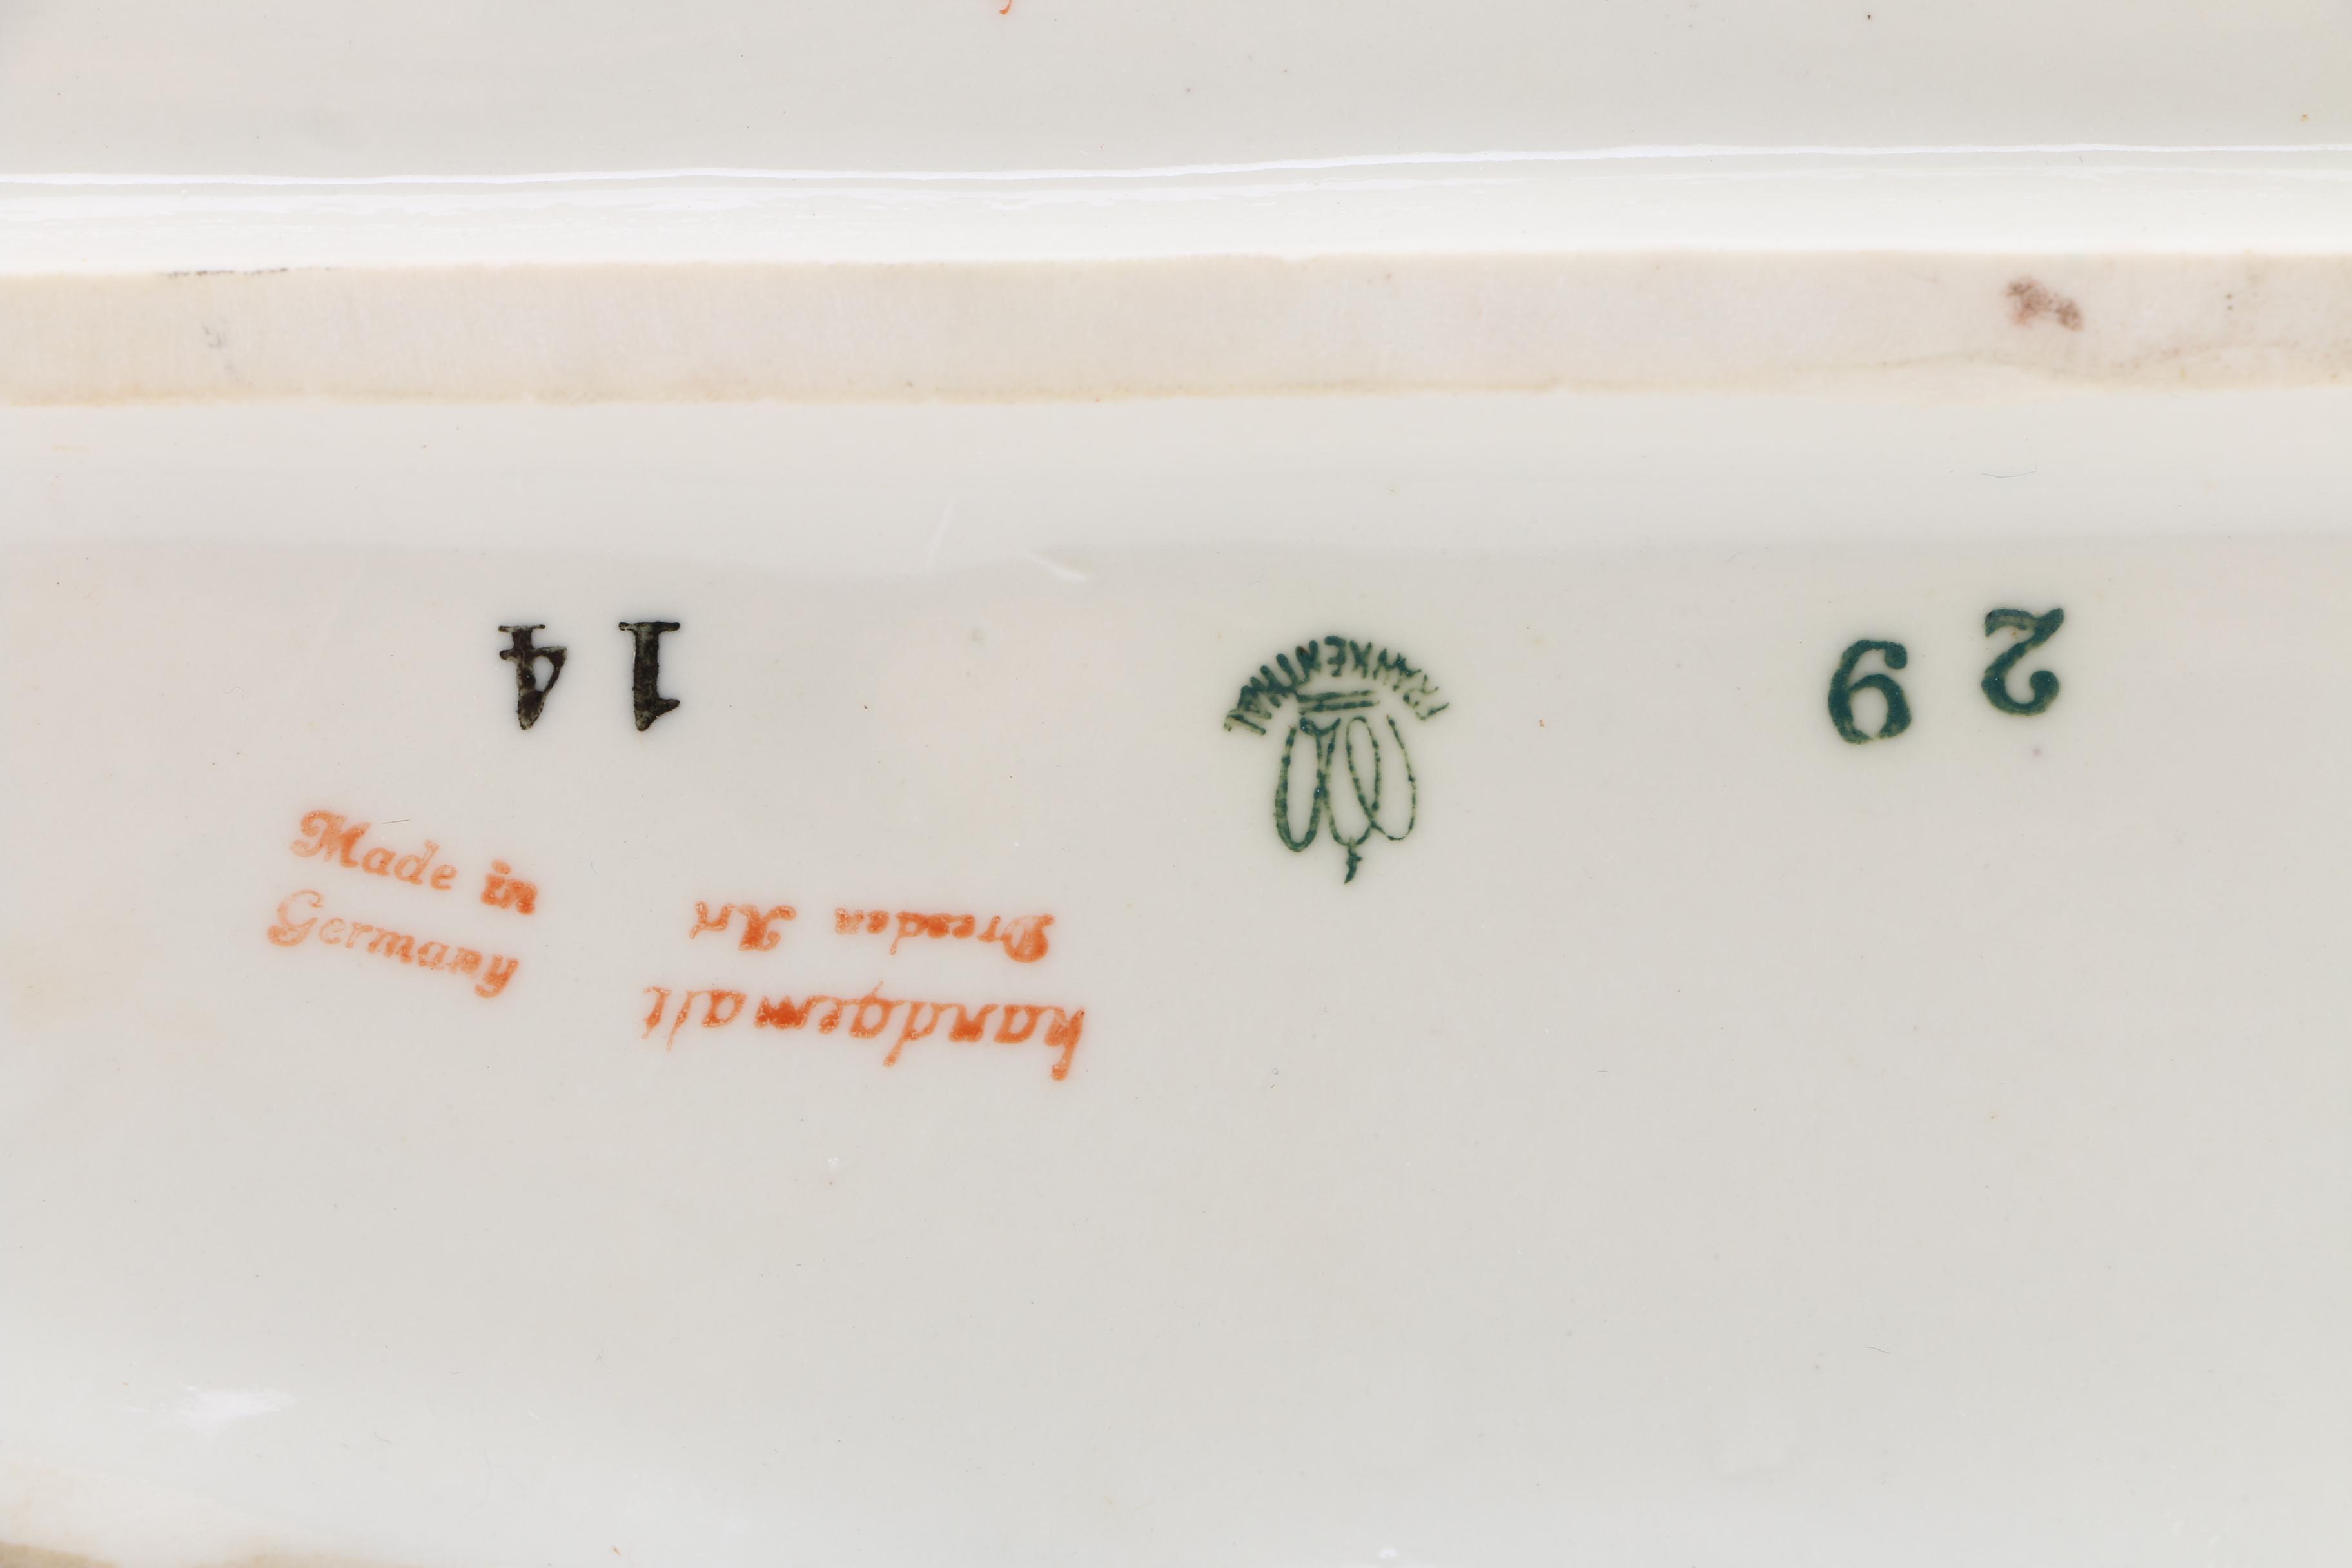 29
FRANKENTHAL
14
handgemalt
Dresden Art
Made in
Germany